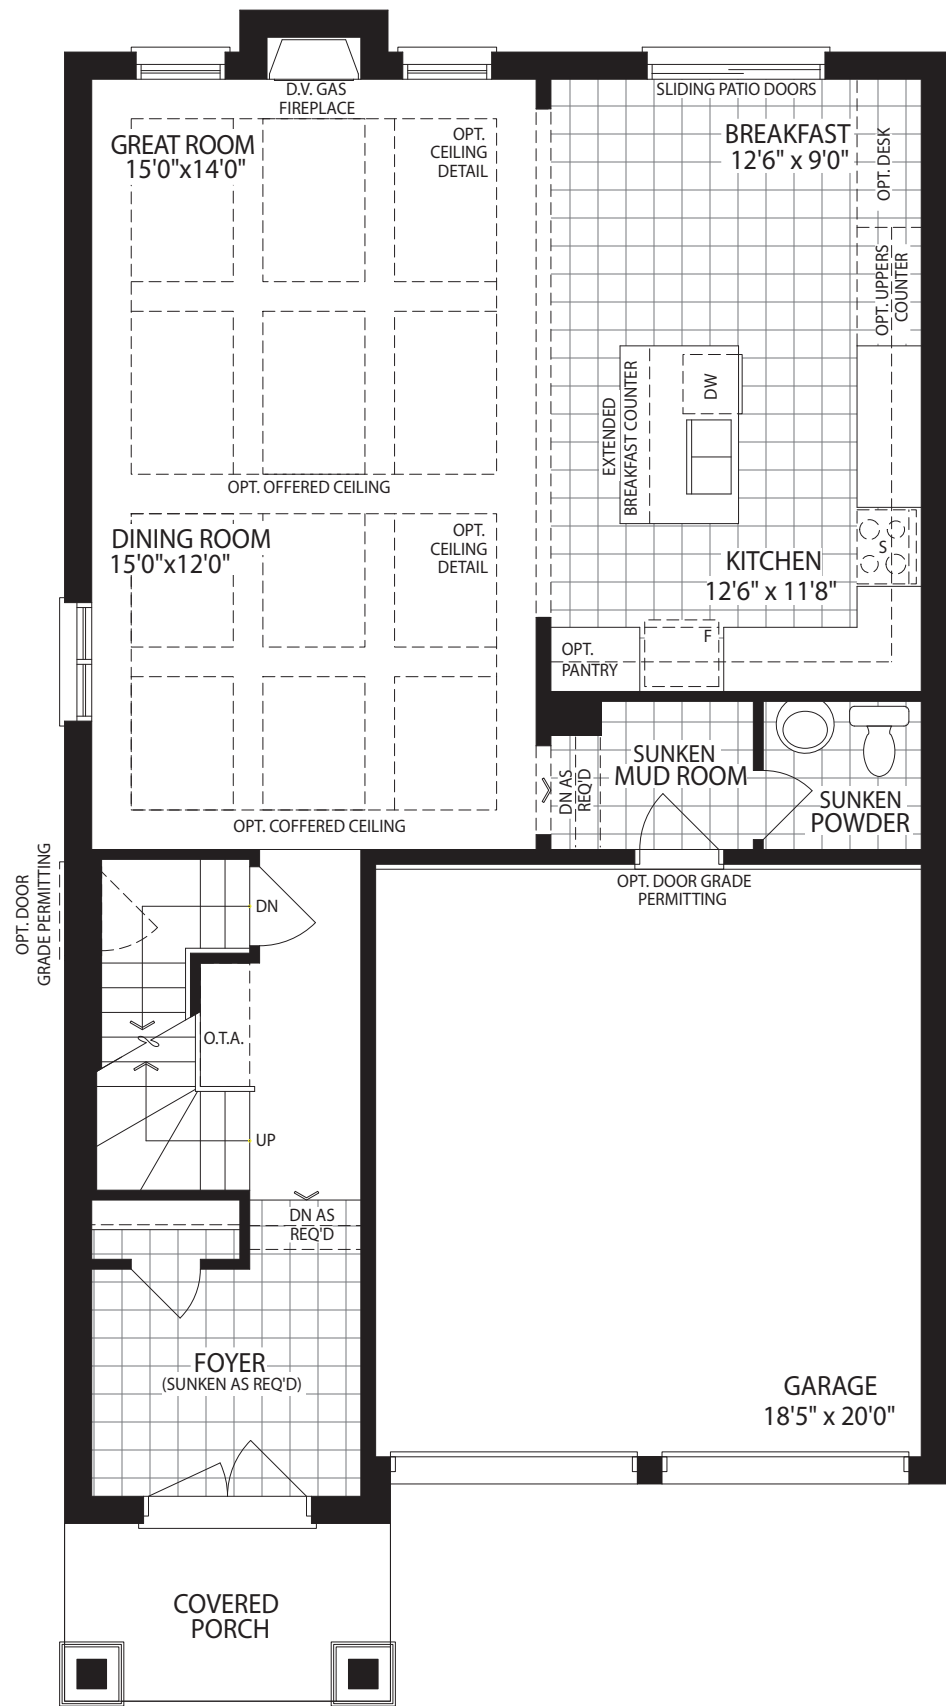 D.V. GAS
FIREPLACE
SLIDING PATIO DOORS
GREAT ROOM
15'0"x14'0"
OPT.
CEILING
DETAIL
BREAKFAST
12'6" x 9'0"
OPT. DESK
OPT. UPPERS
COUNTER
EXTENDED
BREAKFAST COUNTER
DW
OPT. OFFERED CEILING
DINING ROOM
15'0"x12'0"
OPT.
CEILING
DETAIL
S
KITCHEN
12'6" x 11'8"
F
OPT.
PANTRY
SUNKEN
MUD ROOM
DN AS
REQ'D
SUNKEN
POWDER
OPT. COFFERED CEILING
OPT. DOOR
GRADE PERMITTING
OPT. DOOR GRADE
PERMITTING
DN
O.T.A.
UP
DN AS
REQ'D
FOYER
(SUNKEN AS REQ'D)
GARAGE
18'5" x 20'0"
COVERED
PORCH